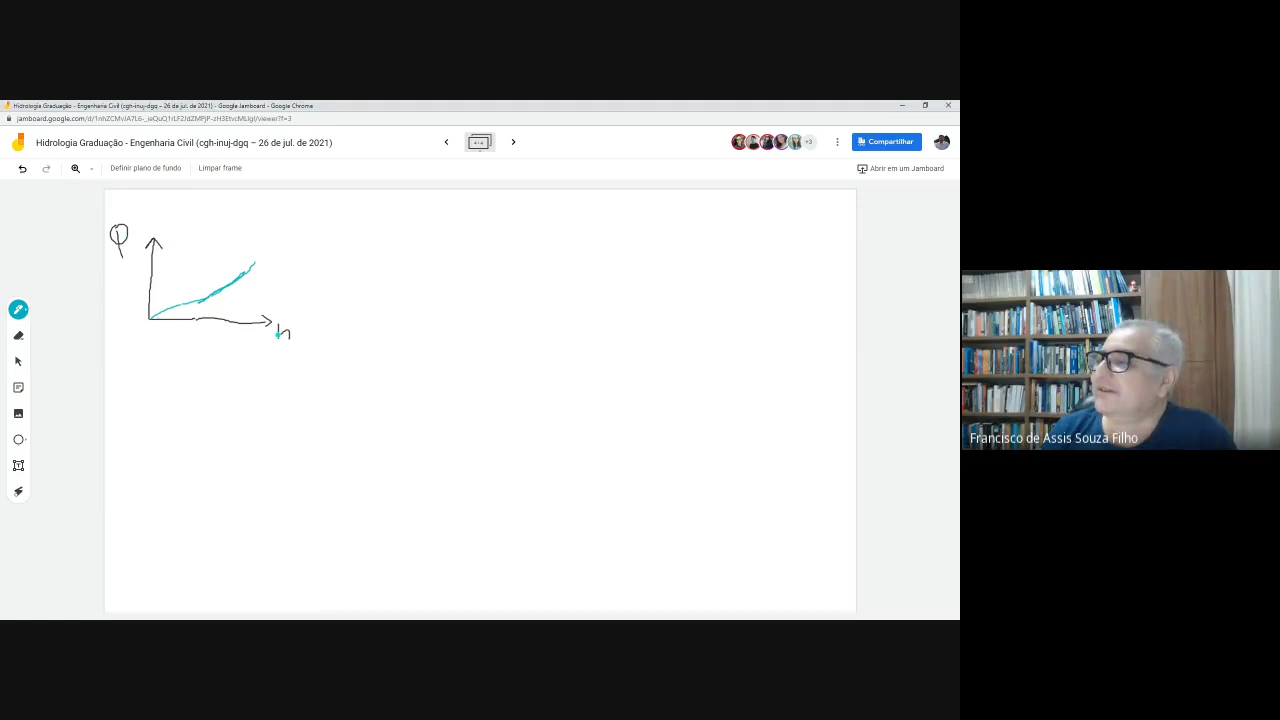 Hidrologia Graduação - Engenharia Civil (cgh-inuj-dgq – 26 de jul. de 2021) - Google Jamboard - Google Chrome
Hidrologia Graduação - Engenharia Civil (cgh-inuj-dgq – 26 de jul. de 2021)
+3
Compartilhar
Definir plano de fundo
Limpar frame
Abrir em um Jamboard
Q
h
Francisco de Assis Souza Filho